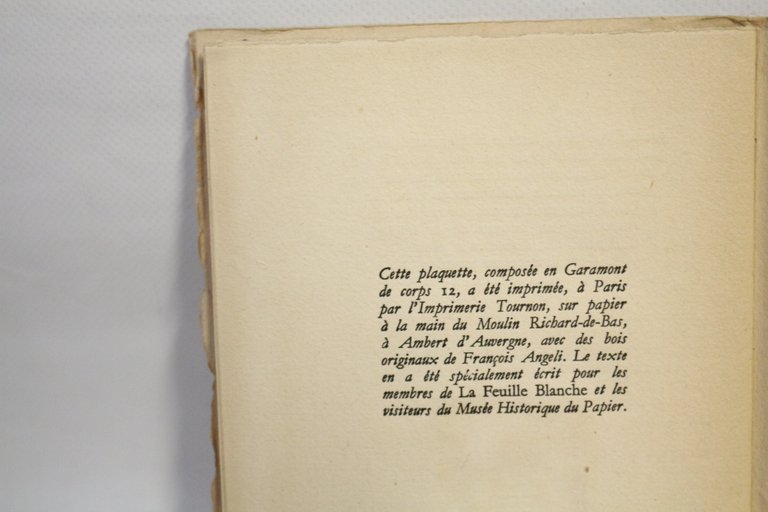 Cette plaquette, composée en Garamont
de corps 12, a été imprimée, à Paris
par l'Imprimerie Tournon, sur papier
à la main du Moulin Richard-de-Bas,
à Ambert d'Auvergne, avec des bois
originaux de François Angeli. Le texte
en a été spécialement écrit pour les
membres de La Feuille Blanche et les
visiteurs du Musée Historique du Papier.